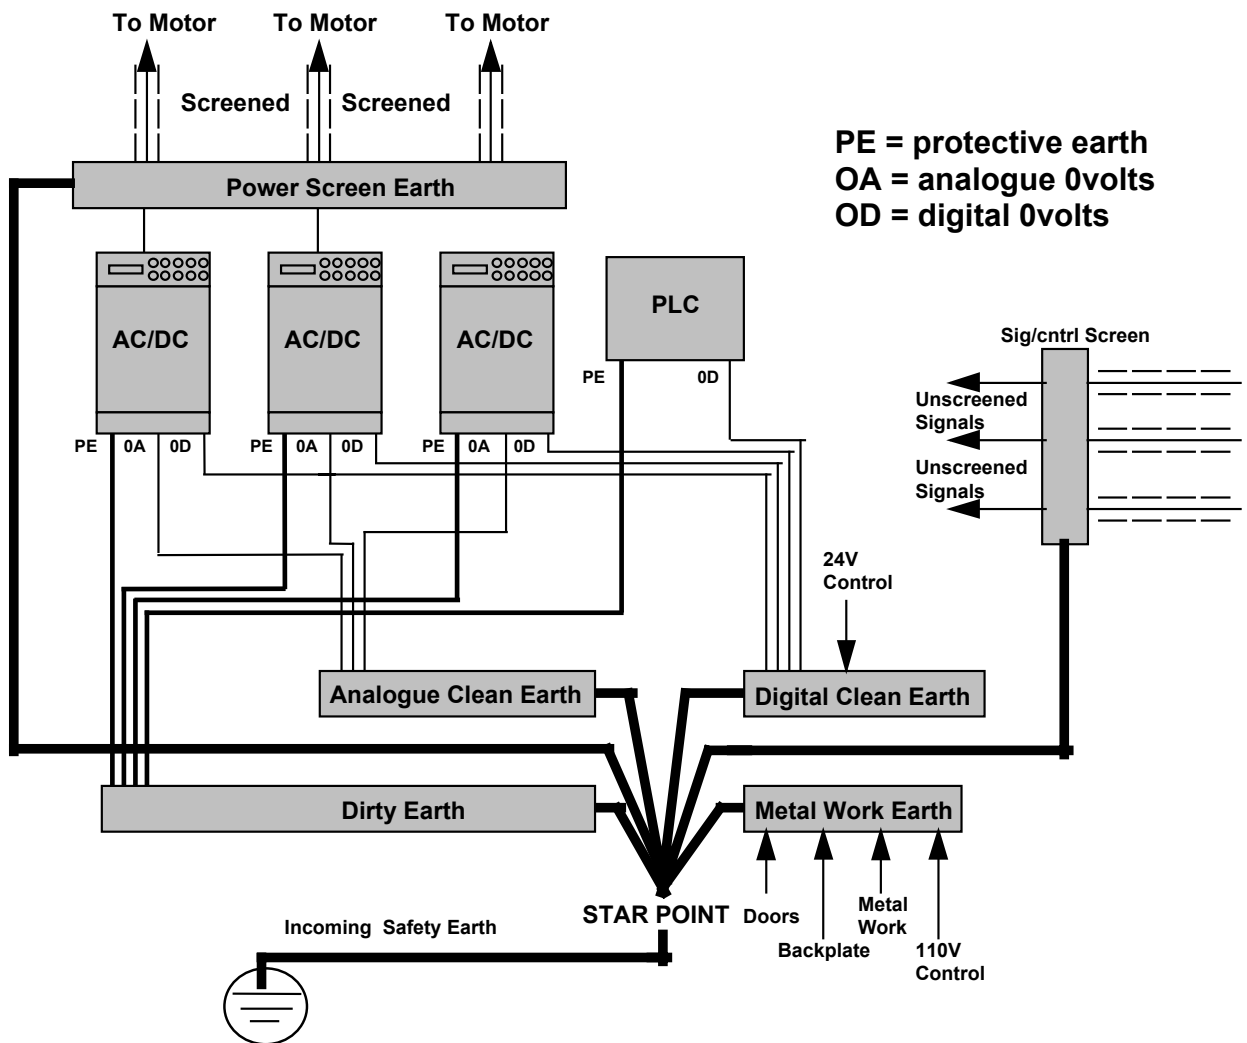 To Motor To Motor To Motor
Screened Screened
PE = protective earth
OA = analogue 0volts
OD = digital 0volts
Power Screen Earth
AC/DC AC/DC AC/DC
PLC
Sig/cntrl Screen
PE 0D
Unscreened
Signals
PE 0A 0D PE 0A 0D PE 0A 0D
Unscreened
Signals
24V
Control
Analogue Clean Earth
Digital Clean Earth
Dirty Earth
Metal Work Earth
STAR POINT
Doors
Metal
Work
Backplate
110V
Control
Incoming Safety Earth